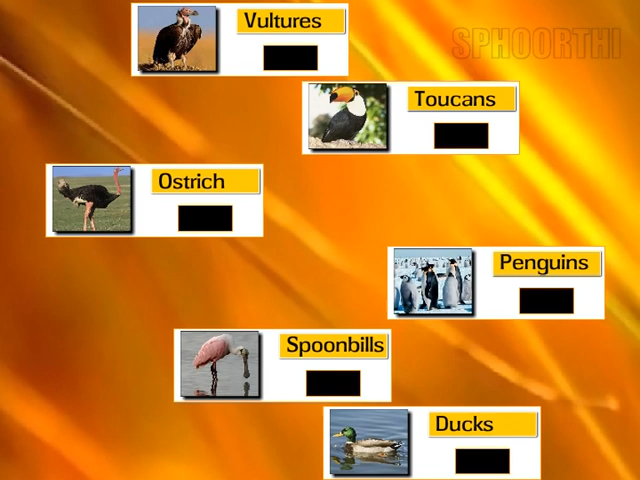 Vultures
SPHOORTHI
Toucans
Ostrich
Penguins
Spoonbills
Ducks